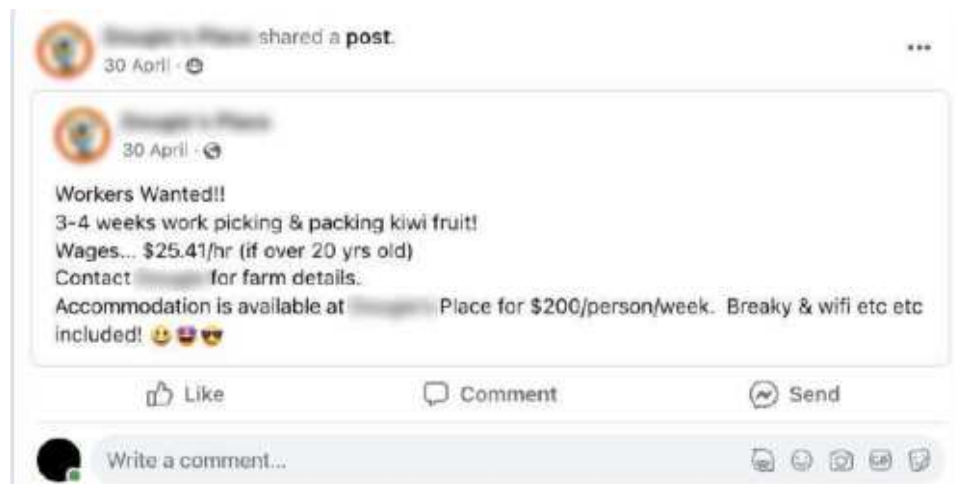 shared a post.
30 April
30 April
Workers Wanted!!
3-4 weeks work picking & packing kiwi fruit!
Wages... $25.41/hr (if over 20 yrs old)
Contact for farm details.
Accommodation is available at Place for $200/person/week. Breaky & wifi etc etc
included!
Like Comment Send
Write a comment...
GIF